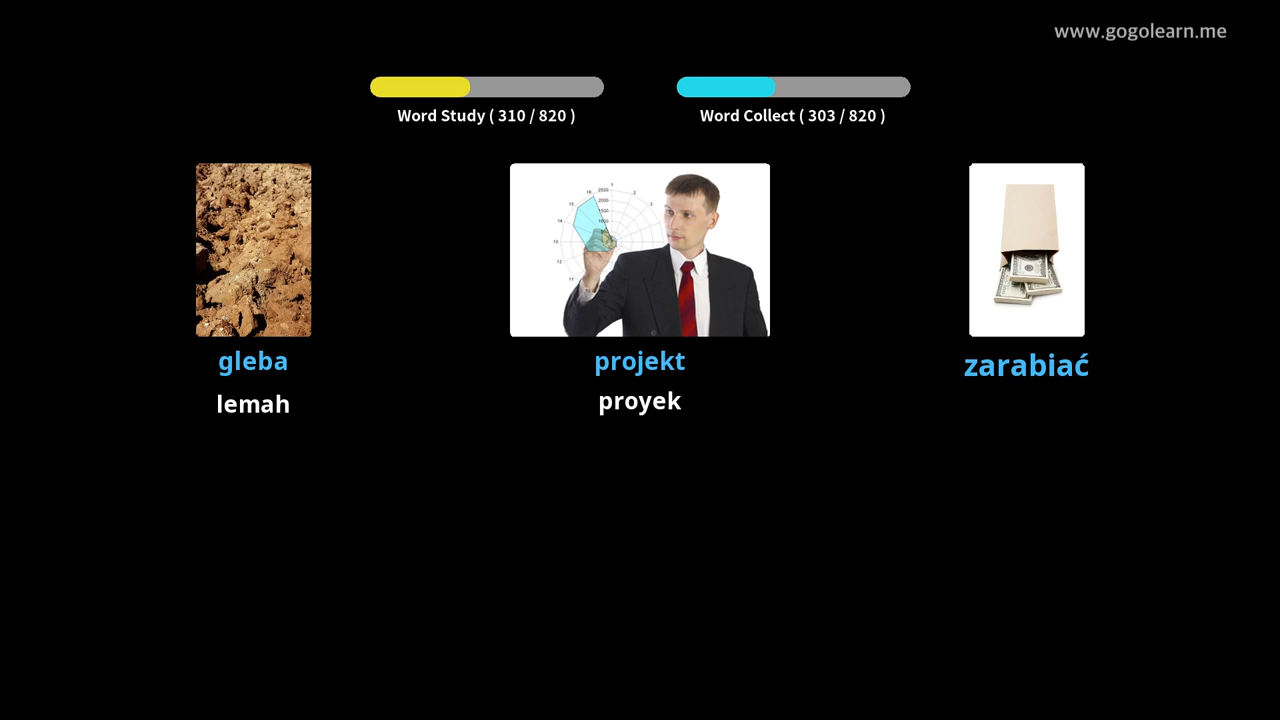 www.gogolearn.me
Word Study ( 310 / 820 )
Word Collect ( 303 / 820 )
gleba
lemah
projekt
proyek
zarabiać